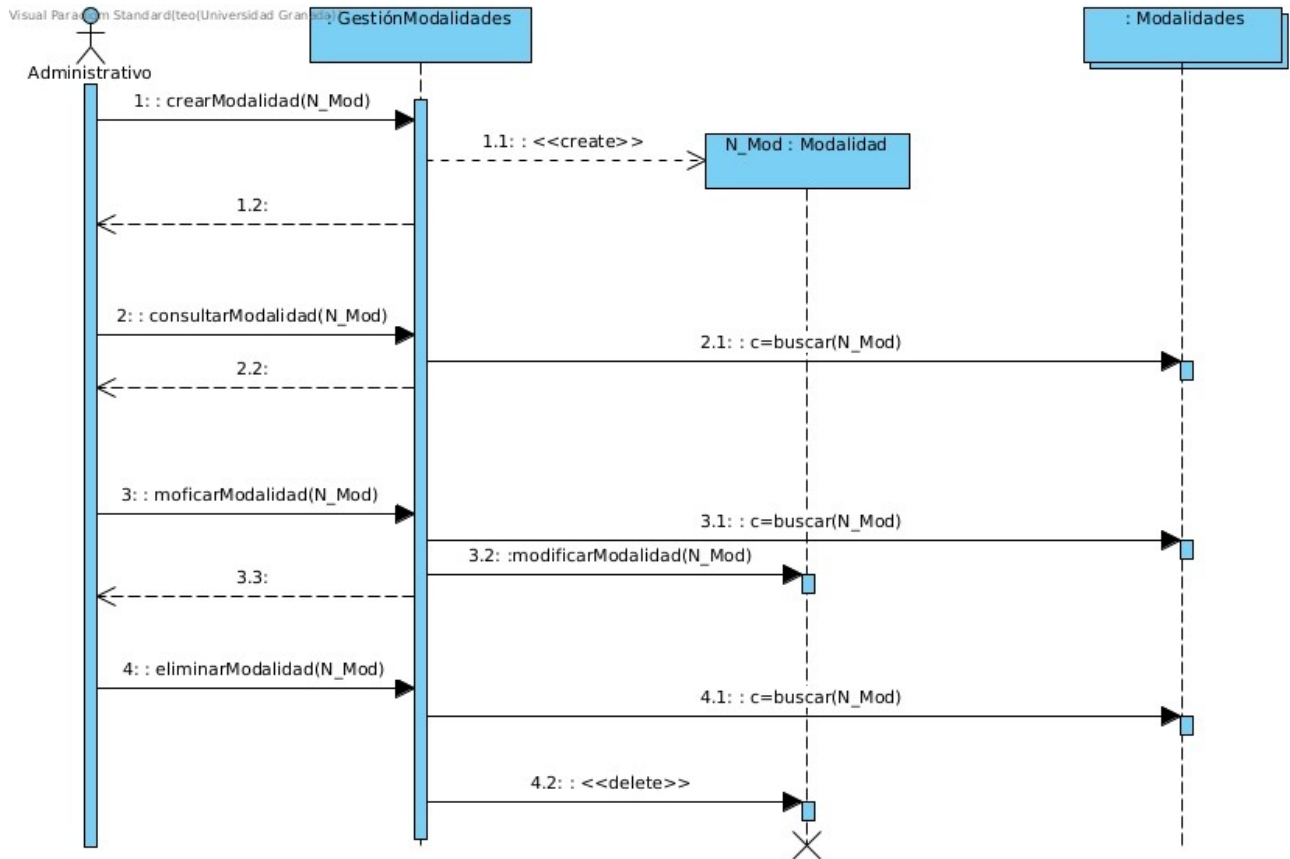 Visual Paradigm Standard(teo(Universidad Granada))
: GestiónModalidades
: Modalidades
Administrativo
1: : crearModalidad(N_Mod)
1.1: : <<create>>
N_Mod : Modalidad
1.2:
2: : consultarModalidad(N_Mod)
2.1: : c=buscar(N_Mod)
2.2:
3: : moficarModalidad(N_Mod)
3.1: : c=buscar(N_Mod)
3.2: :modificarModalidad(N_Mod)
3.3:
4: : eliminarModalidad(N_Mod)
4.1: : c=buscar(N_Mod)
4.2: : <<delete>>